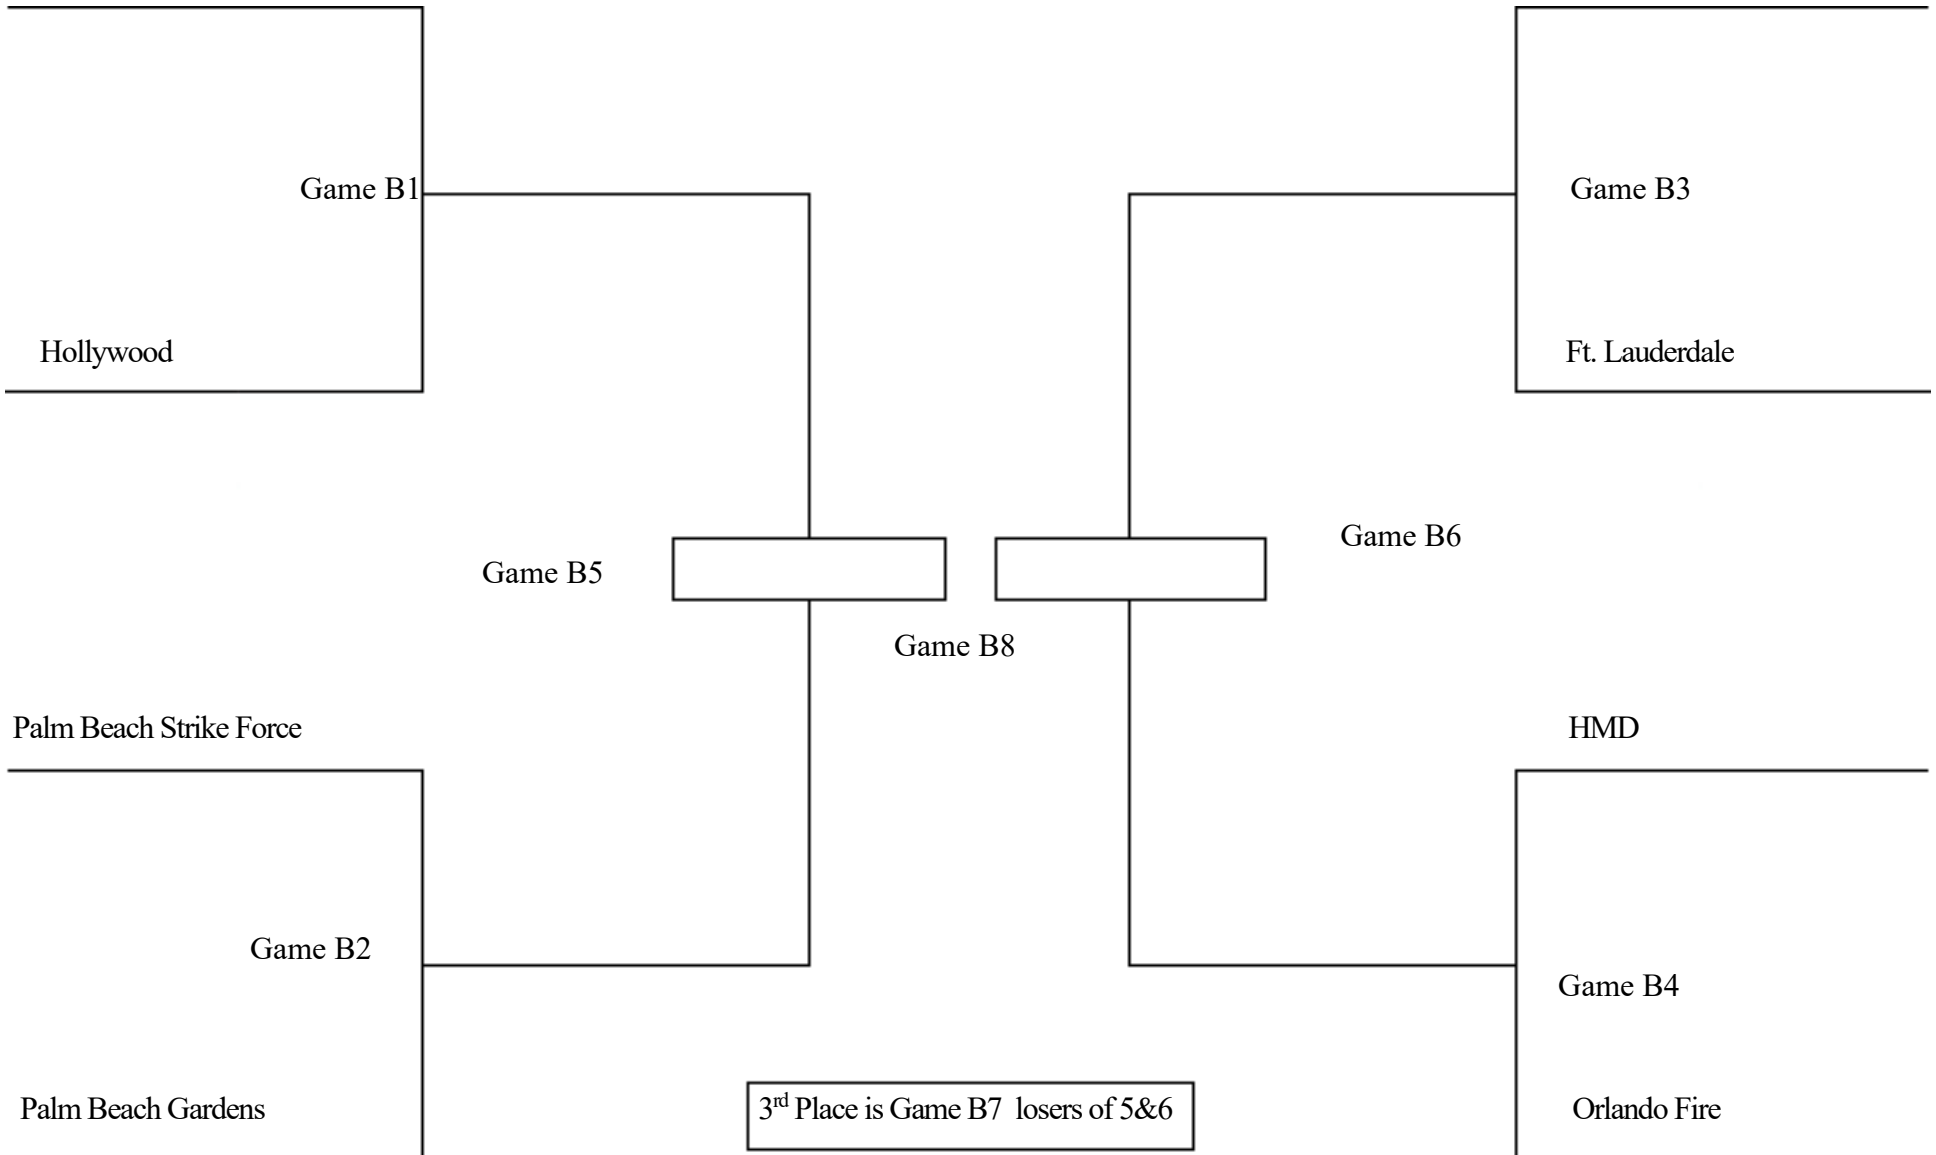 Game B1
Game B3
Hollywood
Ft. Lauderdale
Game B6
Game B5
Game B8
Palm Beach Strike Force
HMD
Game B2
Game B4
Palm Beach Gardens
3rd Place is Game B7 losers of 5&6
Orlando Fire